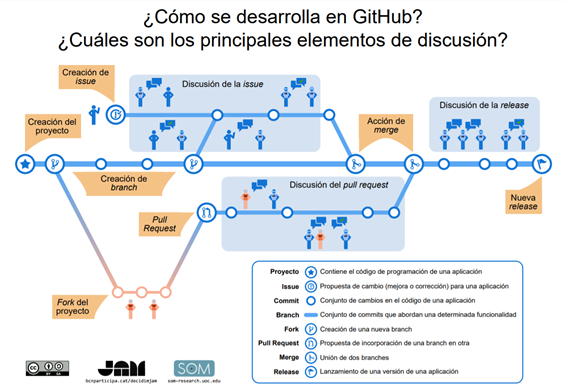 ¿Cómo se desarrolla en GitHub?
¿Cuáles son los principales elementos de discusión?
Creación de
issue
Discusión de la issue
Discusión de la release
Creación del
proyecto
Acción de
merge
Creación de
branch
Nueva
release
Pull
Request
Discusión del pull request
Fork del
proyecto
Proyecto Contiene el código de programación de una aplicación
Issue Propuesta de cambio (mejora o corrección) para una aplicación
Commit Conjunto de cambios en el código de una aplicación
Branch Conjunto de commits que abordan una determinada funcionalidad
Fork Creación de una nueva branch
Pull Request Propuesta de incorporación de una branch en otra
Merge Unión de dos branches
Release Lanzamiento de una versión de una aplicación
cc BY SA
JAM
bcnparticipa.cat/decidimjam
SOM
som-research.uoc.edu